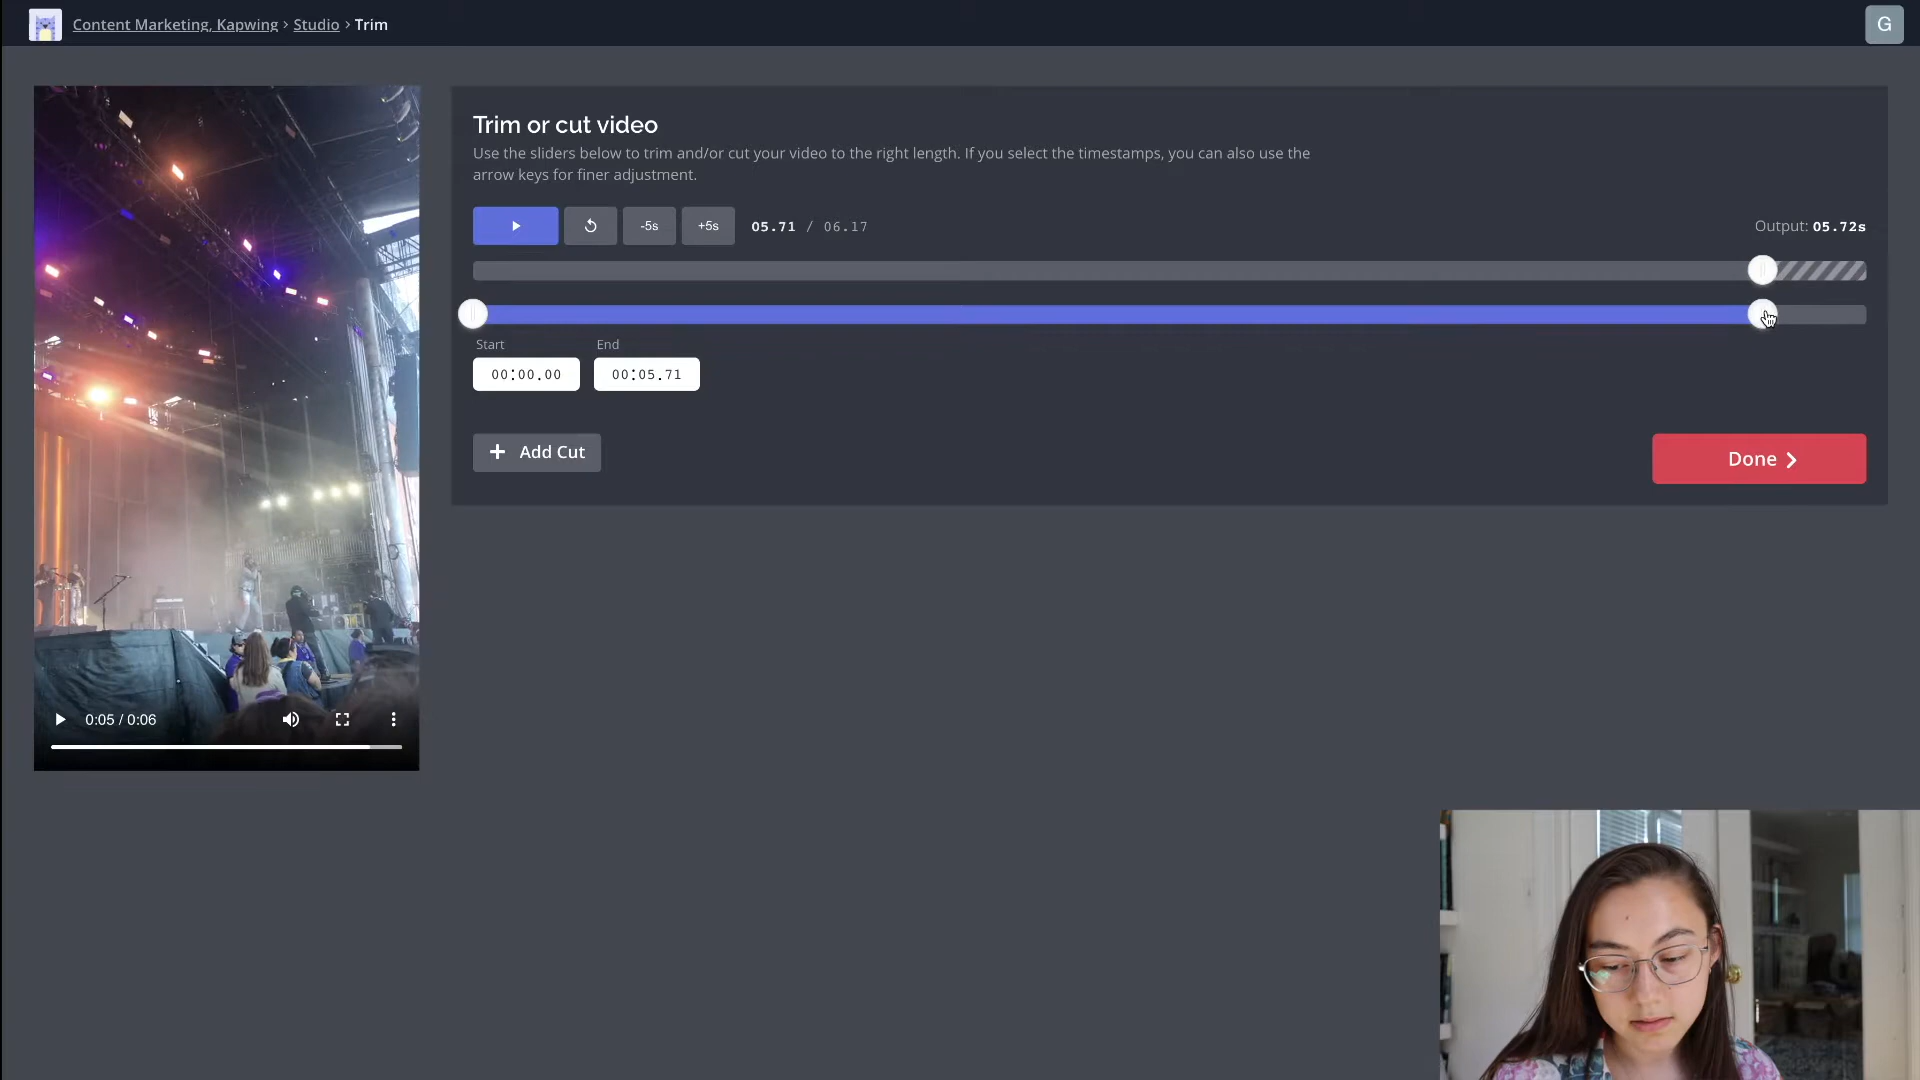 Content Marketing, Kapwing › Studio › Trim
G
Trim or cut video
Use the sliders below to trim and/or cut your video to the right length. If you select the timestamps, you can also use the
arrow keys for finer adjustment.
-5s +5s 05.71 / 06.17 Output: 05.72s
Start End
00:00.00 00:05.71
+ Add Cut
Done
0:05 / 0:06